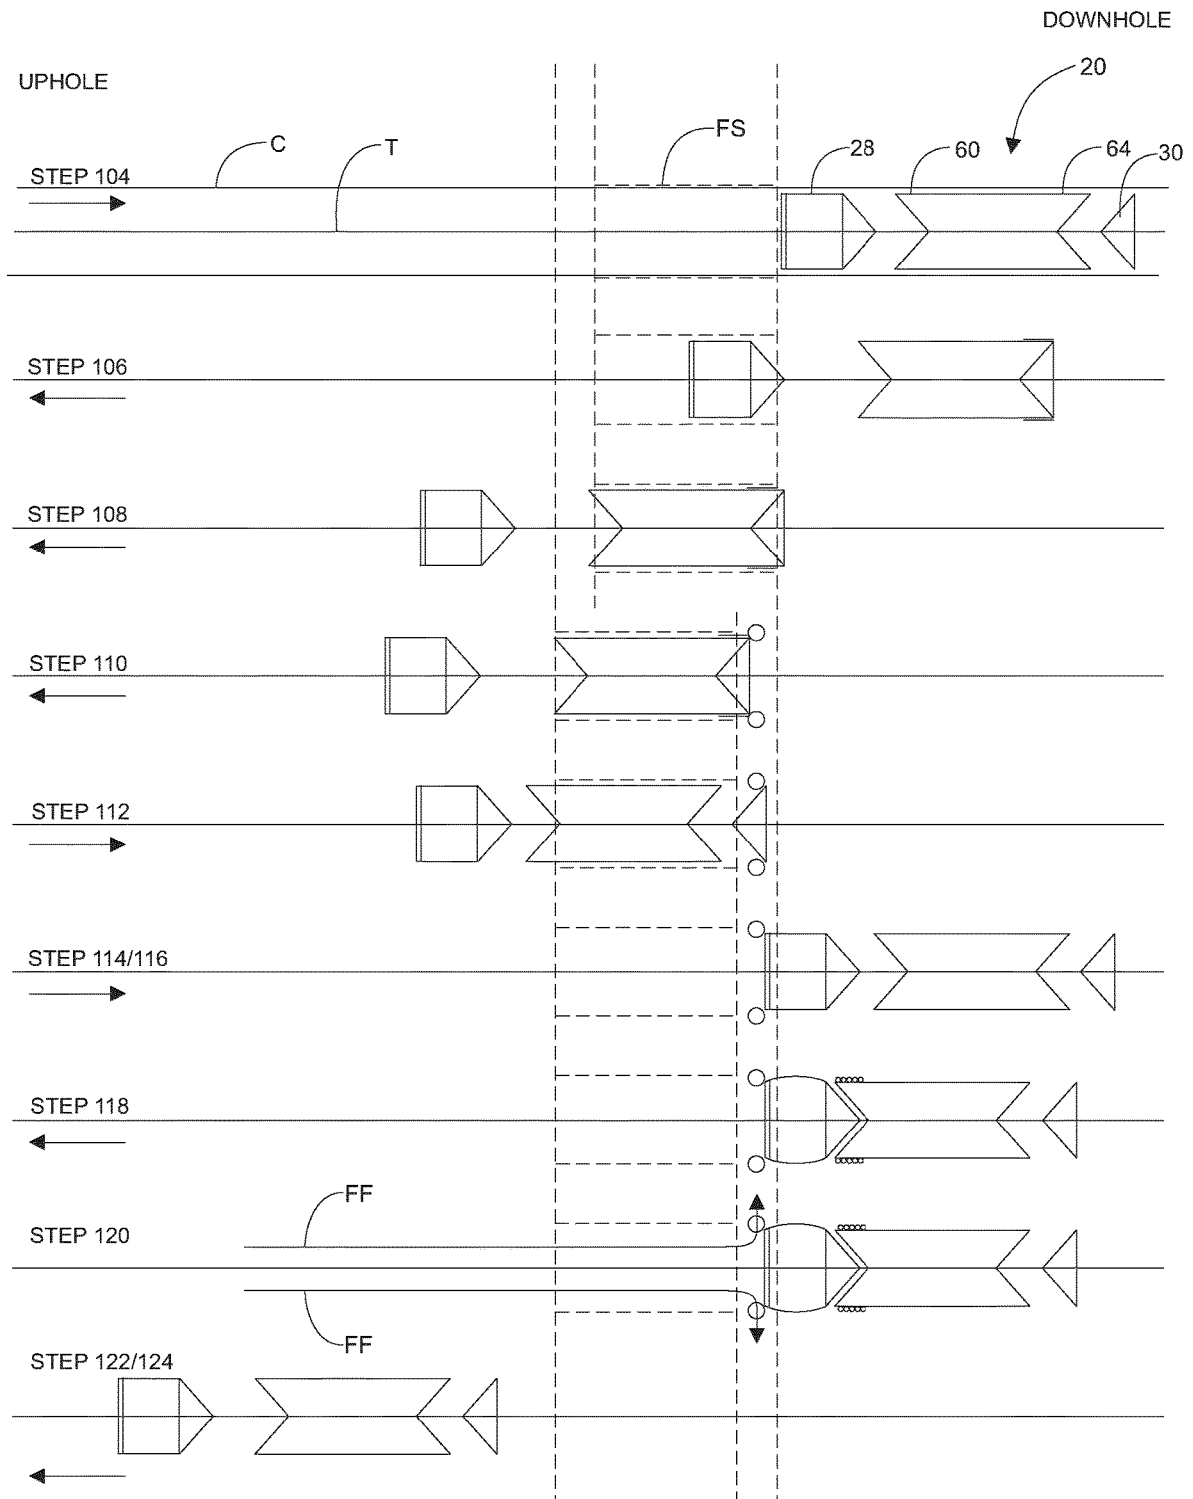 DOWNHOLE
UPHOLE
20
C
T
FS
28
60
64
30
STEP 104
STEP 106
STEP 108
STEP 110
STEP 112
STEP 114/116
STEP 118
FF
STEP 120
FF
STEP 122/124